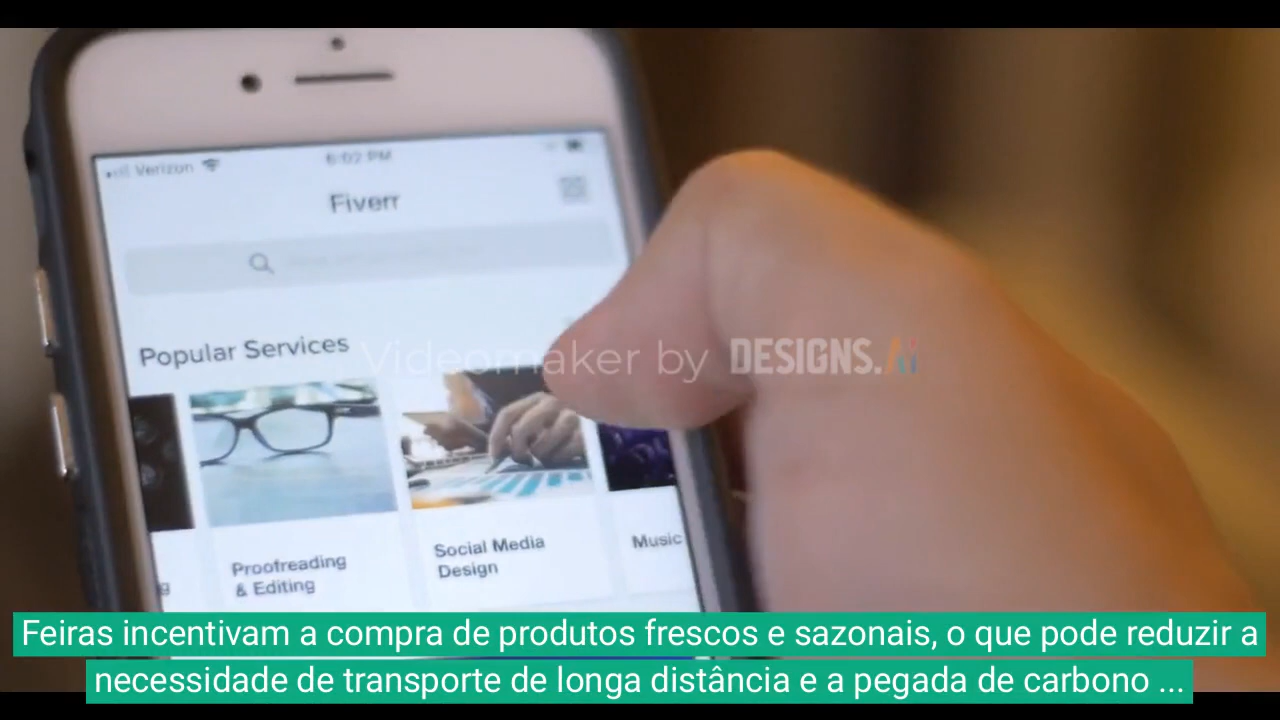 Verizon
6:02 PM
Fiverr
Popular Services
Videomaker by DESIGNS.Ai
Proofreading
& Editing
Social Media
Design
Music
g
Feiras incentivam a compra de produtos frescos e sazonais, o que pode reduzir a
necessidade de transporte de longa distância e a pegada de carbono ...